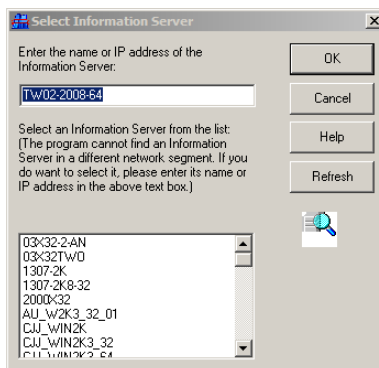 Select Information Server
Enter the name or IP address of the
Information Server:
TW02-2008-64
Select an Information Server from the list:
(The program cannot find an Information
Server in a different network segment. If you
do want to select it, please enter its name or
IP address in the above text box.)
03X32-2-AN
03X32TWO
1307-2K
1307-2K8-32
2000X32
AU_W2K3_32_01
CJJ_WIN2K
CJJ_WIN2K3_32
CJJ_WIN2K3_64
OK
Cancel
Help
Refresh